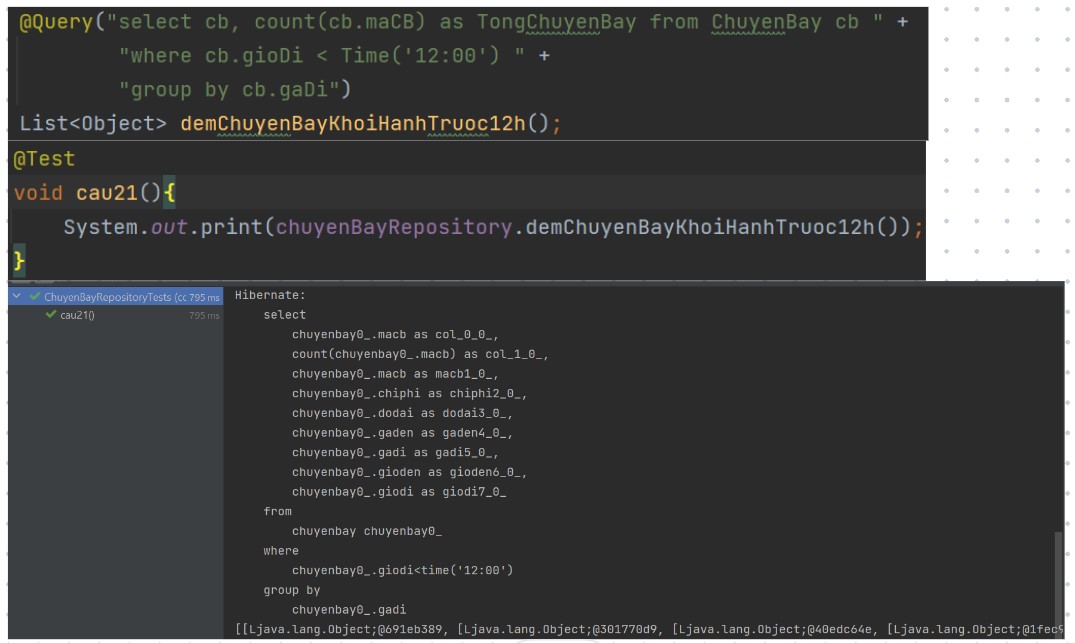 @Query("select cb, count(cb.maCB) as TongChuyenBay from ChuyenBay cb " +
"where cb.gioDi < Time('12:00') " +
"group by cb.gaDi")
List<Object> demChuyenBayKhoiHanhTruoc12h();
@Test
void cau21(){
System.out.print(chuyenBayRepository.demChuyenBayKhoiHanhTruoc12h());
}
ChuyenBayRepositoryTests (cc 795 ms
cau21() 795 ms
Hibernate:
select
chuyenbay0_.macb as col_0_0_,
count(chuyenbay0_.macb) as col_1_0_,
chuyenbay0_.macb as macb1_0_,
chuyenbay0_.chiphi as chiphi2_0_,
chuyenbay0_.dodai as dodai3_0_,
chuyenbay0_.gaden as gaden4_0_,
chuyenbay0_.gadi as gadi5_0_,
chuyenbay0_.gioden as gioden6_0_,
chuyenbay0_.giodi as giodi7_0_
from
chuyenbay chuyenbay0_
where
chuyenbay0_.giodi<time('12:00')
group by
chuyenbay0_.gadi
[[Ljava.lang.Object;@691eb389, [Ljava.lang.Object;@301770d9, [Ljava.lang.Object;@40edc64e, [Ljava.lang.Object;@1fec9